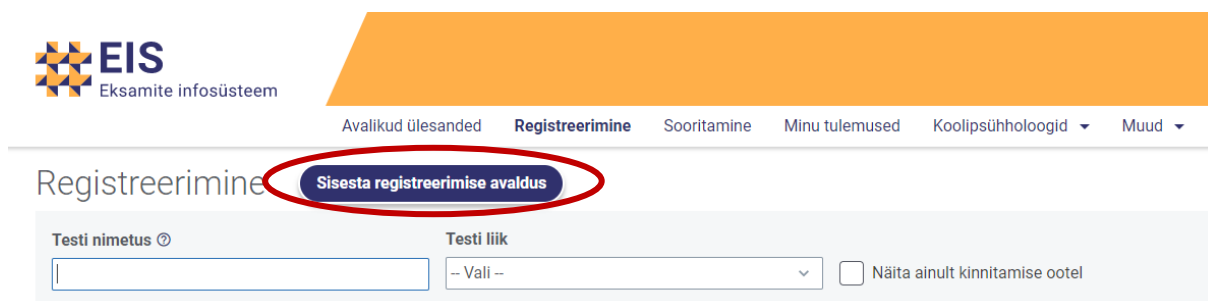 EIS
Eksamite infosüsteem
Avalikud ülesanded Registreerimine Sooritamine Minu tulemused Koolipsühholoogid Muud
Registreerimine Sisesta registreerimise avaldus
Testi nimetus Testi liik
-- Vali -- Näita ainult kinnitamise ootel